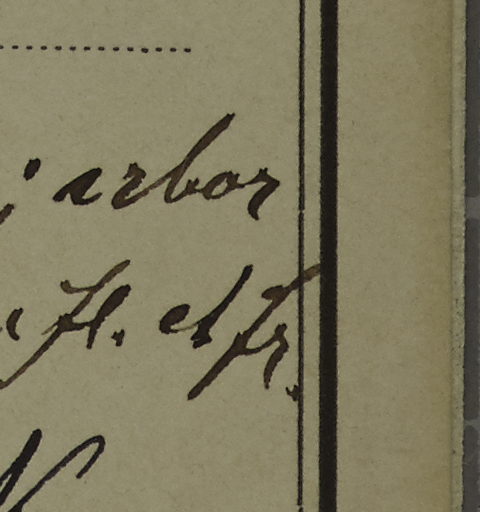 ; arbor
fl. et fr.